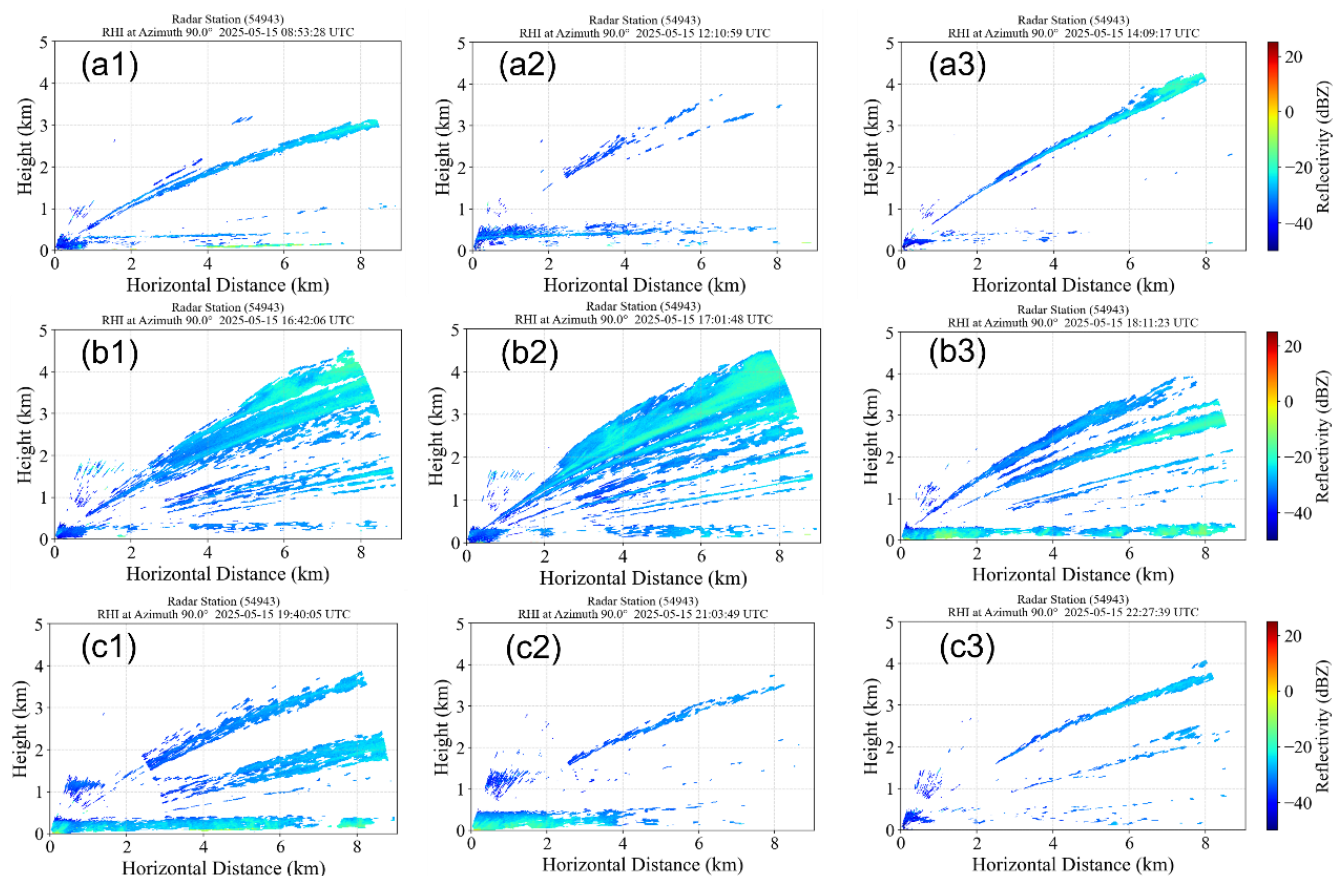 Radar Station (54943)
RHI at Azimuth 90.0° 2025-05-15 08:53:28 UTC
(a1)
5
4
3
2
1
0
Height (km)
0 2 4 6 8
Horizontal Distance (km)
Radar Station (54943)
RHI at Azimuth 90.0° 2025-05-15 12:10:59 UTC
(a2)
5
4
3
2
1
0
Height (km)
0 2 4 6 8
Horizontal Distance (km)
Radar Station (54943)
RHI at Azimuth 90.0° 2025-05-15 14:09:17 UTC
(a3)
5
4
3
2
1
0
Height (km)
0 2 4 6 8
Horizontal Distance (km)
20
0
−20
−40
Reflectivity (dBZ)
Radar Station (54943)
RHI at Azimuth 90.0° 2025-05-15 16:42:06 UTC
(b1)
5
4
3
2
1
0
Height (km)
0 2 4 6 8
Horizontal Distance (km)
Radar Station (54943)
RHI at Azimuth 90.0° 2025-05-15 17:01:48 UTC
(b2)
5
4
3
2
1
0
Height (km)
0 2 4 6 8
Horizontal Distance (km)
Radar Station (54943)
RHI at Azimuth 90.0° 2025-05-15 18:11:23 UTC
(b3)
5
4
3
2
1
0
Height (km)
0 2 4 6 8
Horizontal Distance (km)
20
0
−20
−40
Reflectivity (dBZ)
Radar Station (54943)
RHI at Azimuth 90.0° 2025-05-15 19:40:05 UTC
(c1)
5
4
3
2
1
0
Height (km)
0 2 4 6 8
Horizontal Distance (km)
Radar Station (54943)
RHI at Azimuth 90.0° 2025-05-15 21:03:49 UTC
(c2)
5
4
3
2
1
0
Height (km)
0 2 4 6 8
Horizontal Distance (km)
Radar Station (54943)
RHI at Azimuth 90.0° 2025-05-15 22:27:39 UTC
(c3)
5
4
3
2
1
0
Height (km)
0 2 4 6 8
Horizontal Distance (km)
20
0
−20
−40
Reflectivity (dBZ)